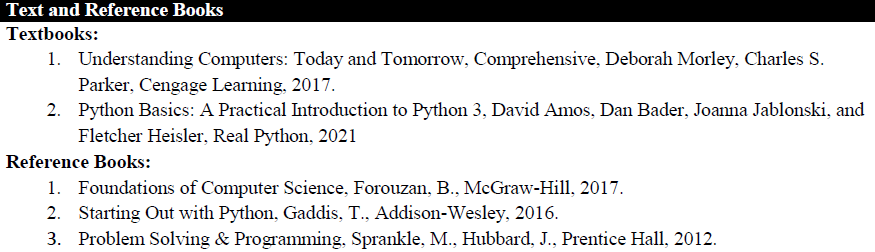 Text and Reference Books
Textbooks:
1. Understanding Computers: Today and Tomorrow, Comprehensive, Deborah Morley, Charles S.
Parker, Cengage Learning, 2017.
2. Python Basics: A Practical Introduction to Python 3, David Amos, Dan Bader, Joanna Jablonski, and
Fletcher Heisler, Real Python, 2021
Reference Books:
1. Foundations of Computer Science, Forouzan, B., McGraw-Hill, 2017.
2. Starting Out with Python, Gaddis, T., Addison-Wesley, 2016.
3. Problem Solving & Programming, Sprankle, M., Hubbard, J., Prentice Hall, 2012.